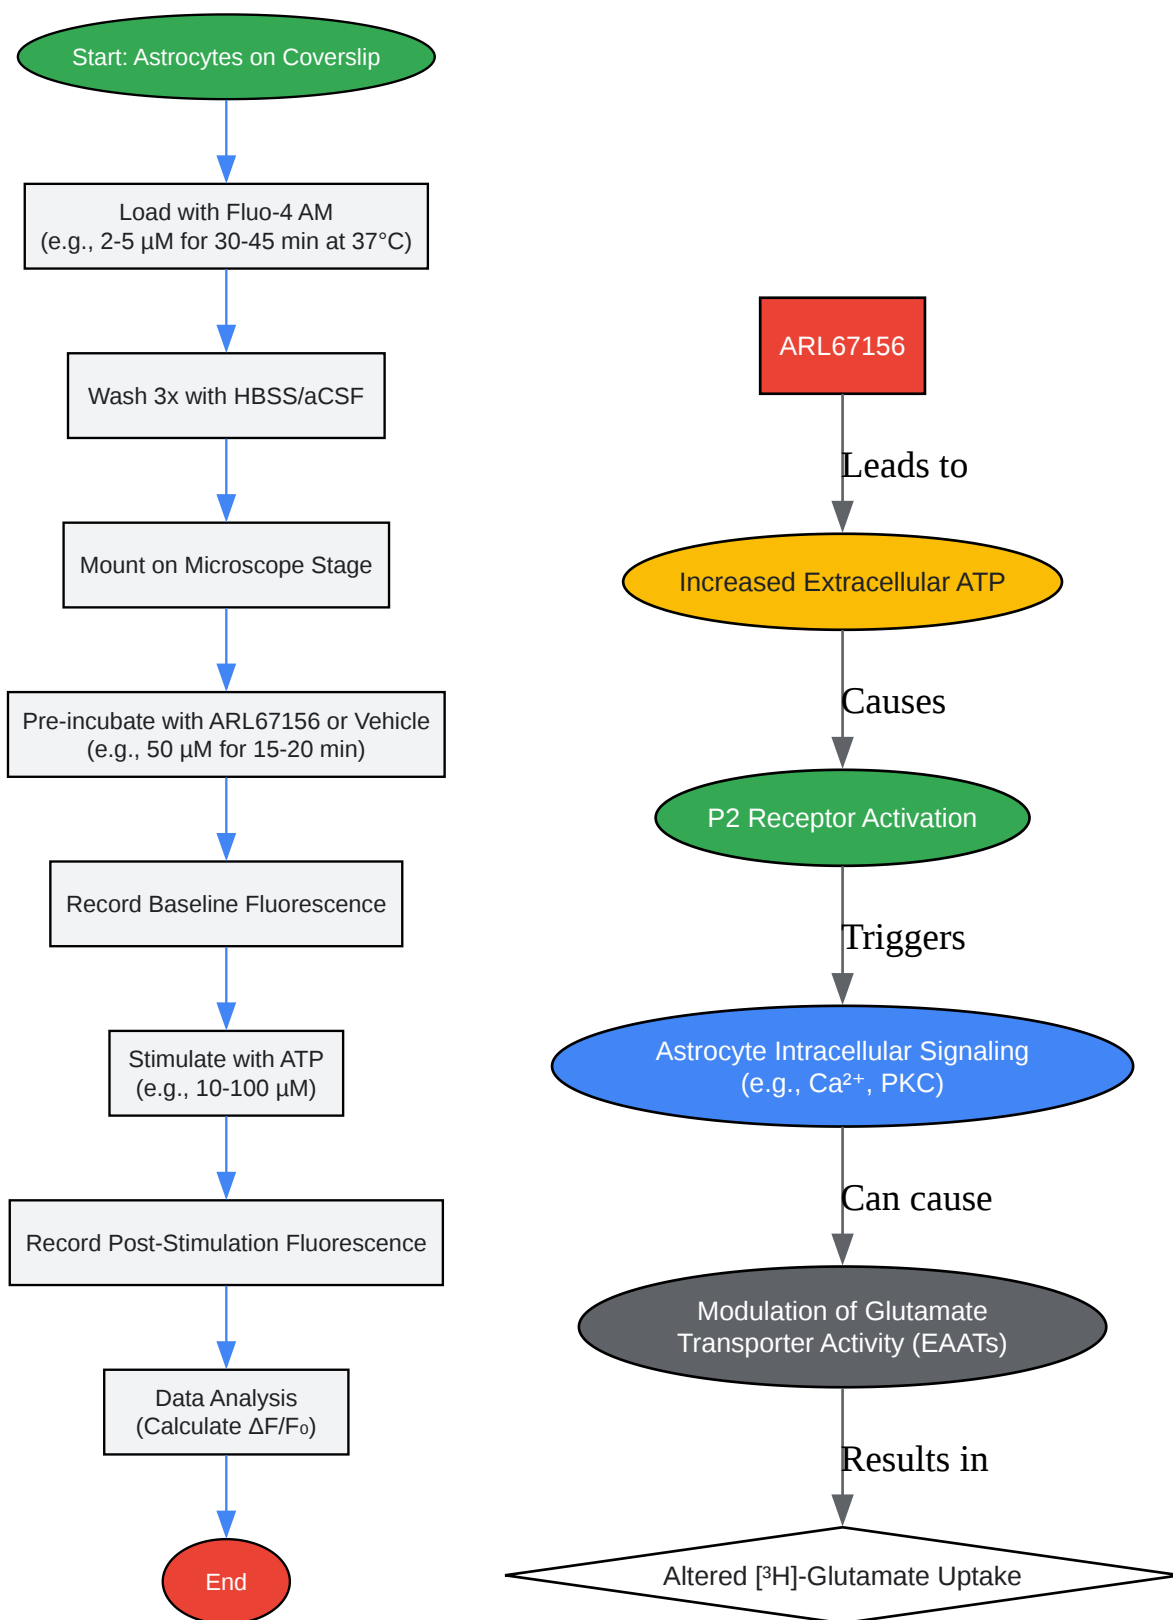 Start: Astrocytes on Coverslip
Load with Fluo-4 AM
(e.g., 2-5 µM for 30-45 min at 37°C)
Wash 3x with HBSS/aCSF
Mount on Microscope Stage
Pre-incubate with ARL67156 or Vehicle
(e.g., 50 µM for 15-20 min)
Record Baseline Fluorescence
Stimulate with ATP
(e.g., 10-100 µM)
Record Post-Stimulation Fluorescence
Data Analysis
(Calculate ΔF/F₀)
End
ARL67156
Leads to
Increased Extracellular ATP
Causes
P2 Receptor Activation
Triggers
Astrocyte Intracellular Signaling
(e.g., Ca²⁺, PKC)
Can cause
Modulation of Glutamate
Transporter Activity (EAATs)
Results in
Altered [³H]-Glutamate Uptake